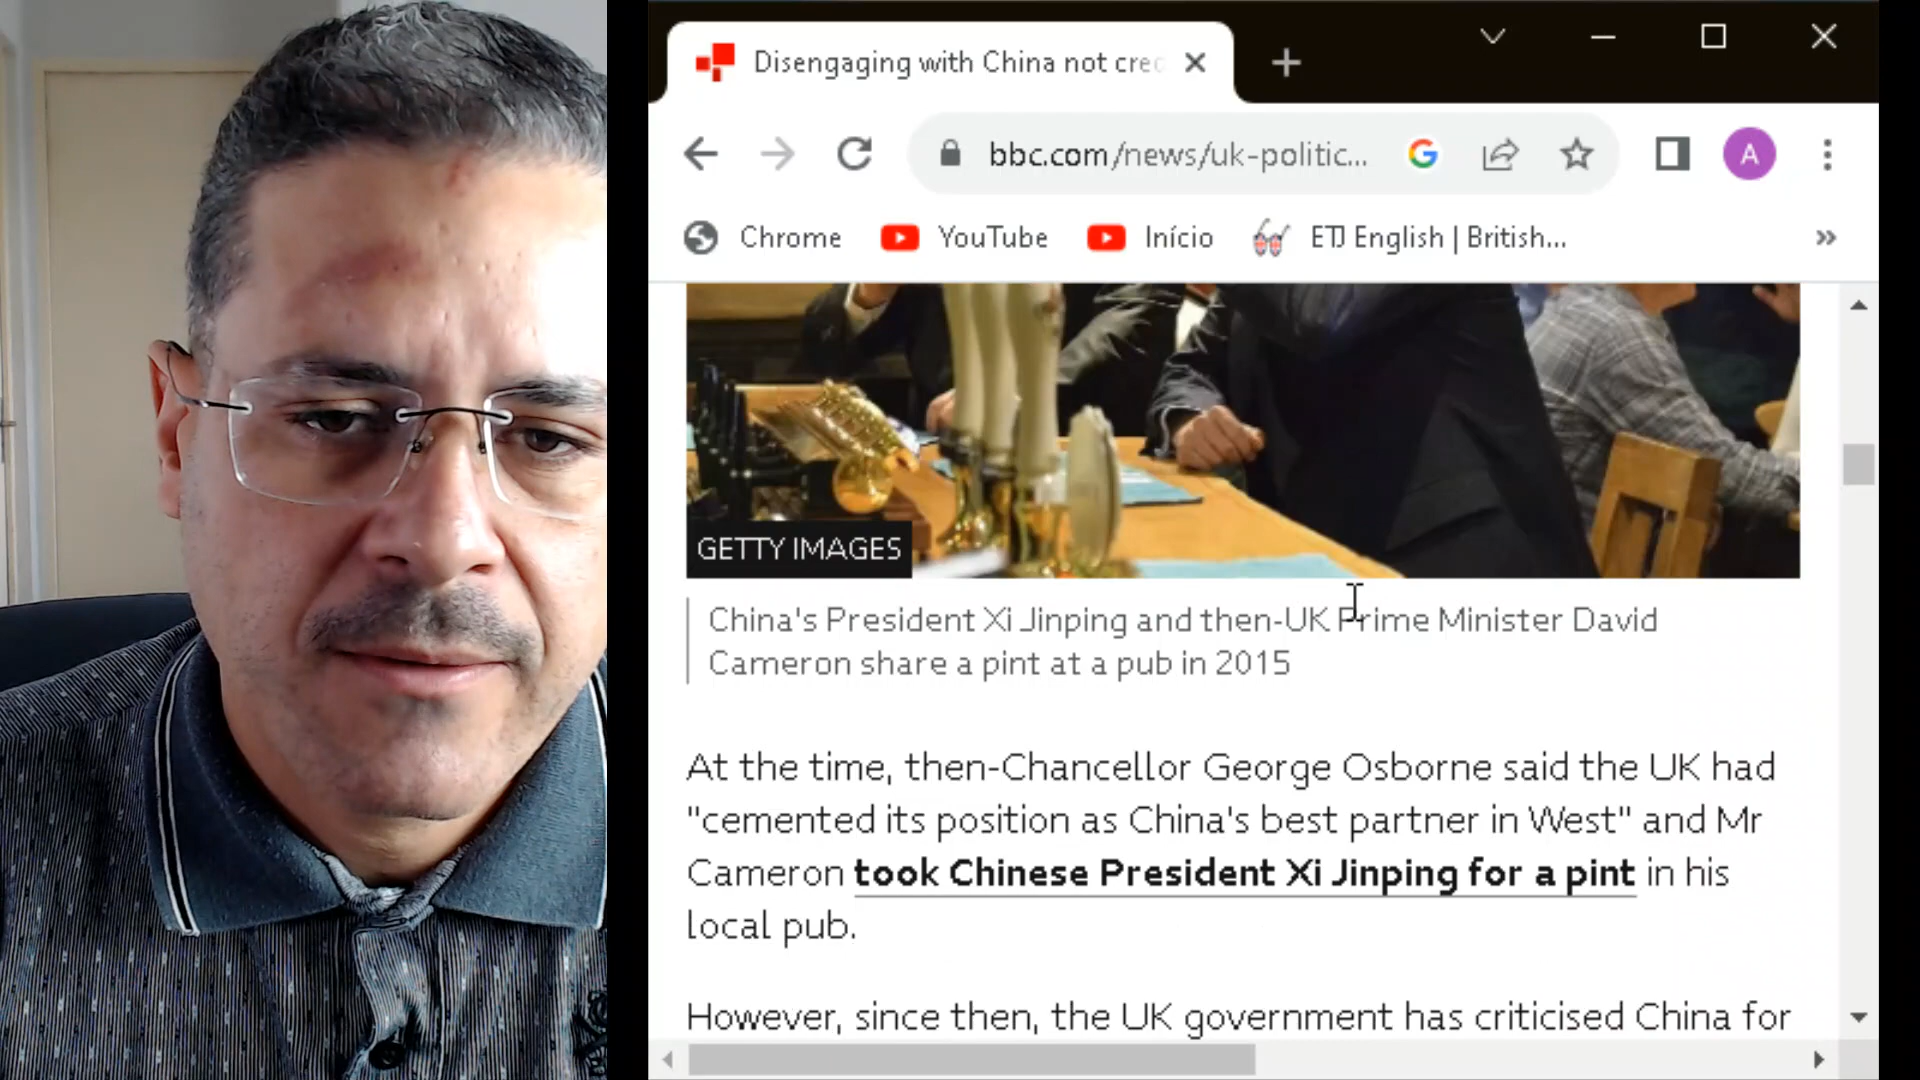 Disengaging with China not cred
bbc.com/news/uk-politic...
A
Chrome
YouTube
Início
ETJ English | British...
GETTY IMAGES
China's President Xi Jinping and then-UK Prime Minister David
Cameron share a pint at a pub in 2015
At the time, then-Chancellor George Osborne said the UK had
"cemented its position as China's best partner in West" and Mr
Cameron took Chinese President Xi Jinping for a pint in his
local pub.
However, since then, the UK government has criticised China for